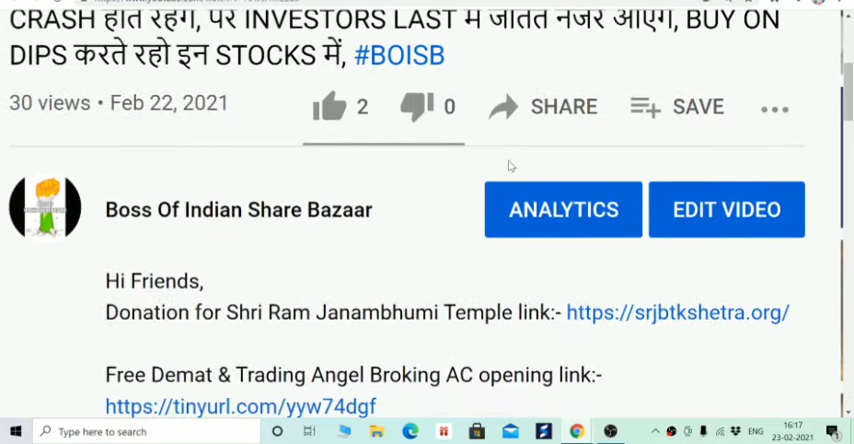 CRASH होते रहेंगे, पर INVESTORS LAST में जीतते नजर आएंगे, BUY ON
DIPS करते रहो इन STOCKS में, #BOISB
30 views • Feb 22, 2021
2
0
SHARE
SAVE
Boss Of Indian Share Bazaar
ANALYTICS
EDIT VIDEO
Hi Friends,
Donation for Shri Ram Janambhumi Temple link:- https://srjbtkshetra.org/
Free Demat & Trading Angel Broking AC opening link:-
https://tinyurl.com/yyw74dgf
Type here to search
ENG
16:17
23-02-2021